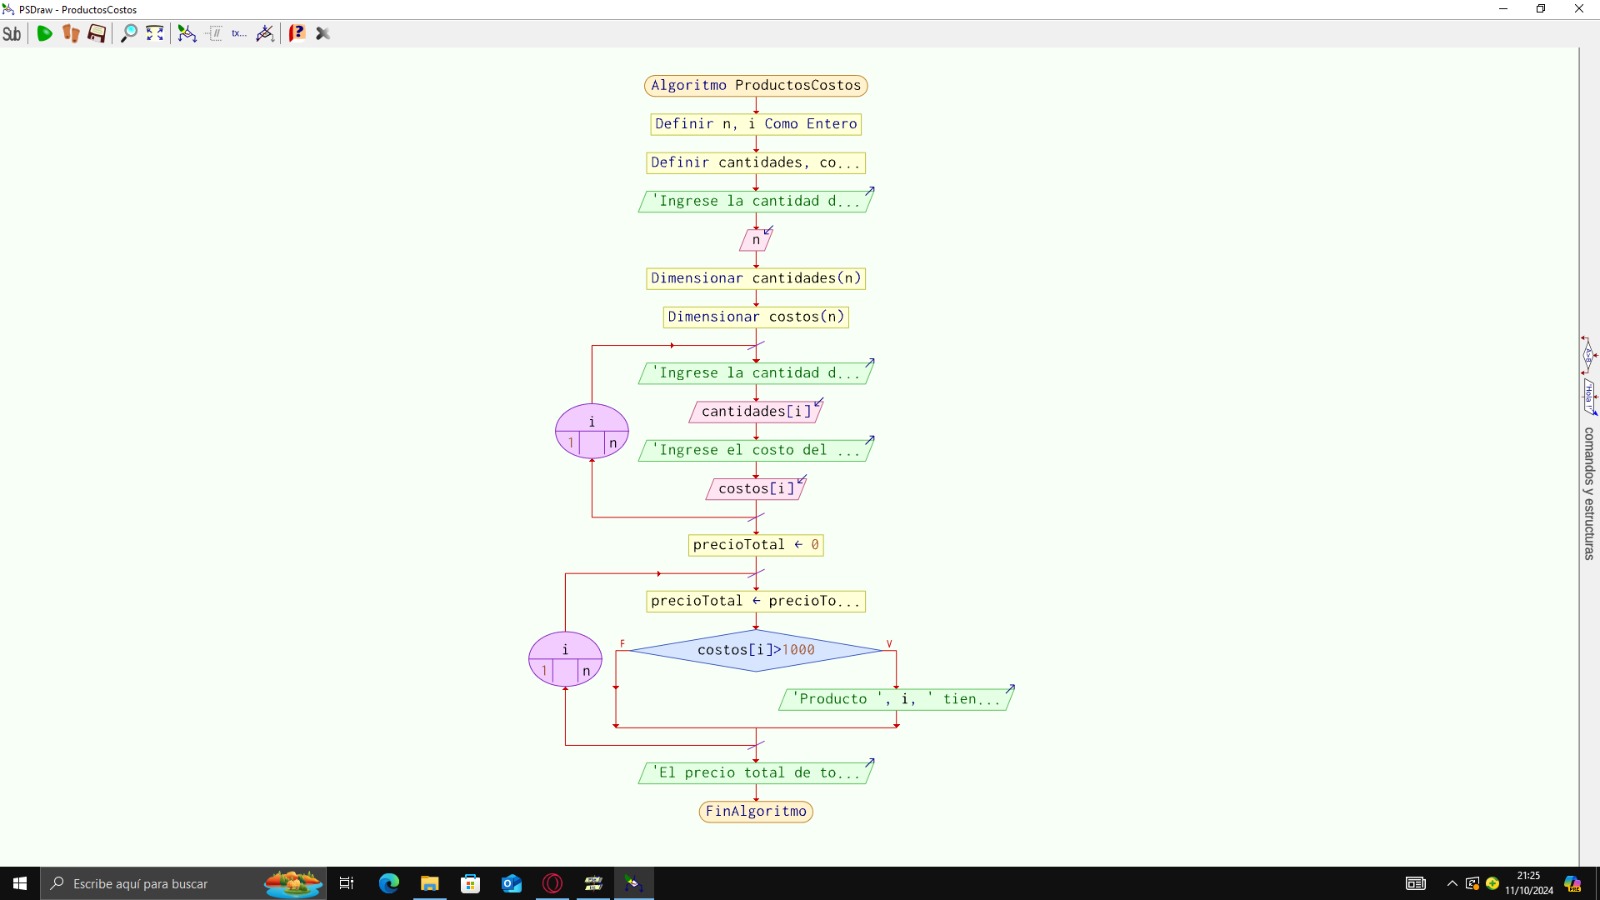 PSDraw - ProductosCostos
Sub
tx...
Algoritmo ProductosCostos
Definir n, i Como Entero
Definir cantidades, co...
'Ingrese la cantidad d...
n
Dimensionar cantidades(n)
Dimensionar costos(n)
'Ingrese la cantidad d...
cantidades[i]
i
1 n
'Ingrese el costo del ...
costos[i]
precioTotal ← 0
precioTotal ← precioTo...
i
1 n
F
costos[i]>1000
V
'Producto ', i, ' tien...
'El precio total de to...
FinAlgoritmo
'Hola !'
comandos y estructuras
Escribe aquí para buscar
21:25
11/10/2024